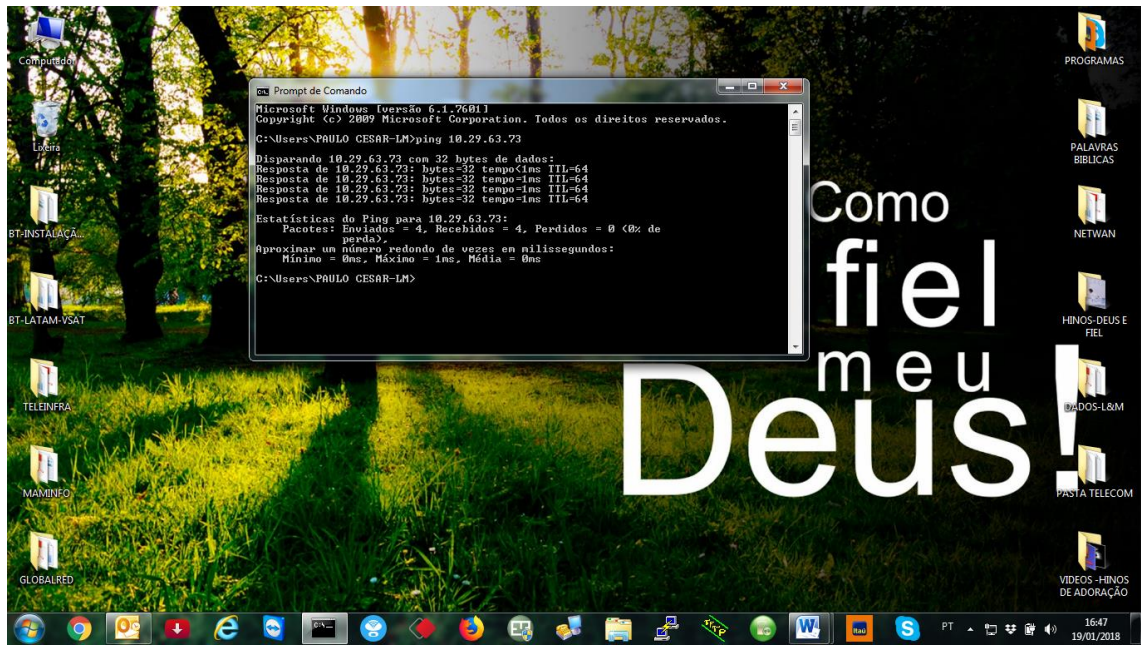 Computador
Lixeira
BT-INSTALAÇÃ...
BT-LATAM-VSAT
TELEINFRA
MAMINFO
GLOBALRED
Prompt de Comando
Microsoft Windows [versão 6.1.7601]
Copyright (c) 2009 Microsoft Corporation. Todos os direitos reservados.
C:\Users\PAULO CESAR-LM>ping 10.29.63.73
Disparando 10.29.63.73 com 32 bytes de dados:
Resposta de 10.29.63.73: bytes=32 tempo<1ms TTL=64
Resposta de 10.29.63.73: bytes=32 tempo=1ms TTL=64
Resposta de 10.29.63.73: bytes=32 tempo=1ms TTL=64
Resposta de 10.29.63.73: bytes=32 tempo=1ms TTL=64
Estatísticas do Ping para 10.29.63.73:
Pacotes: Enviados = 4, Recebidos = 4, Perdidos = 0 (0% de
perda),
Aproximar um número redondo de vezes em milissegundos:
Mínimo = 0ms, Máximo = 1ms, Média = 0ms
C:\Users\PAULO CESAR-LM>
Como
fiel
meu
Deus!
PROGRAMAS
PALAVRAS
BIBLICAS
NETWAN
HINOS-DEUS E
FIEL
DADOS-L&M
PASTA TELECOM
VIDEOS -HINOS
DE ADORAÇÃO
Itaú
PT
16:47
19/01/2018